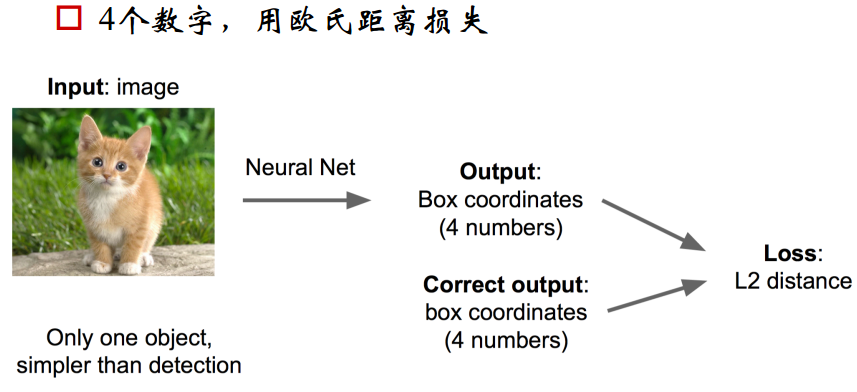 4个数字，用欧氏距离损失
Input: image
Neural Net
Output:
Box coordinates
(4 numbers)
Correct output:
box coordinates
(4 numbers)
Loss:
L2 distance
Only one object,
simpler than detection